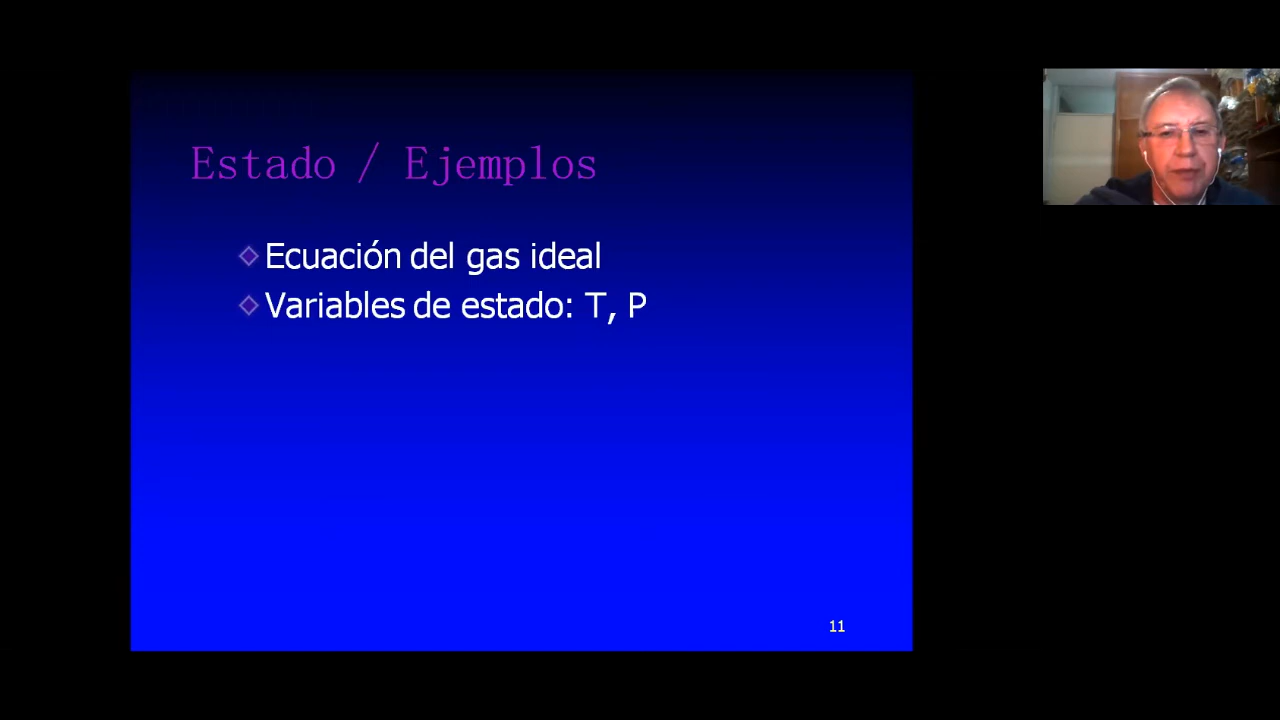 Estado / Ejemplos
Ecuación del gas ideal
Variables de estado: T, P
11